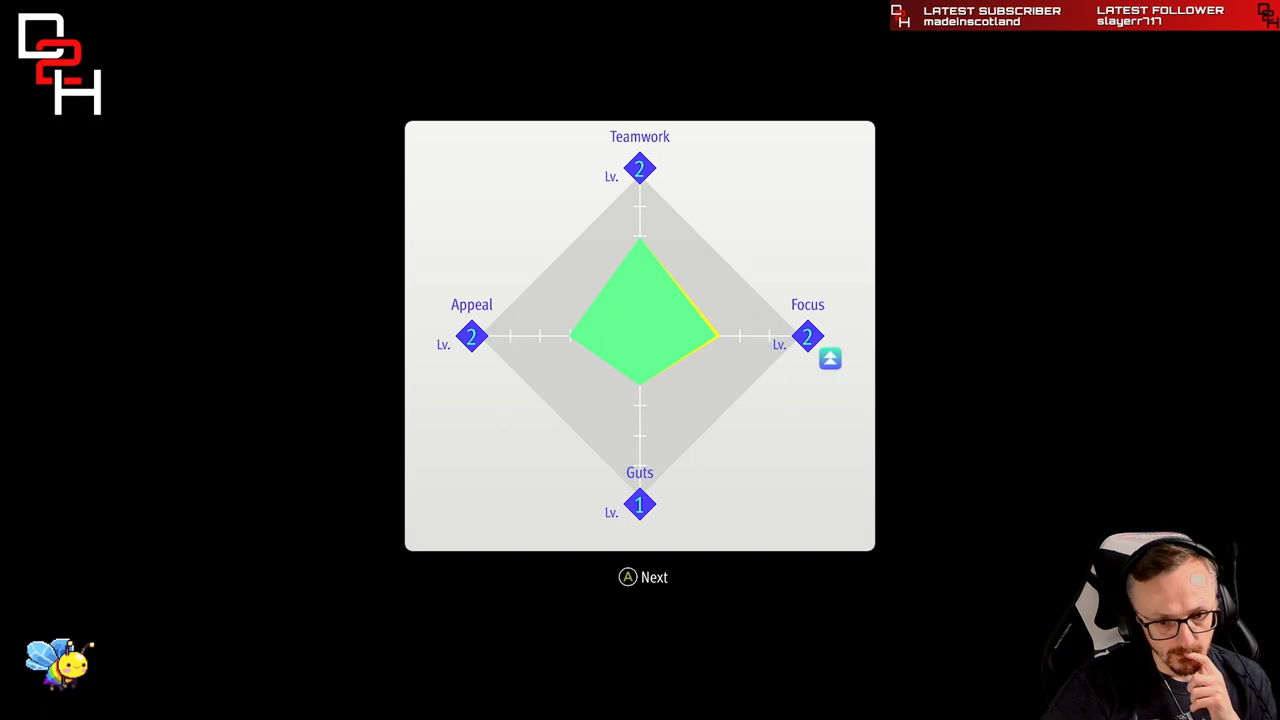 D2H
LATEST SUBSCRIBER
madeinscotland
LATEST FOLLOWER
slayerr717
Teamwork
Lv. 2
Appeal
Lv. 2
Focus
Lv. 2
Guts
Lv. 1
A Next